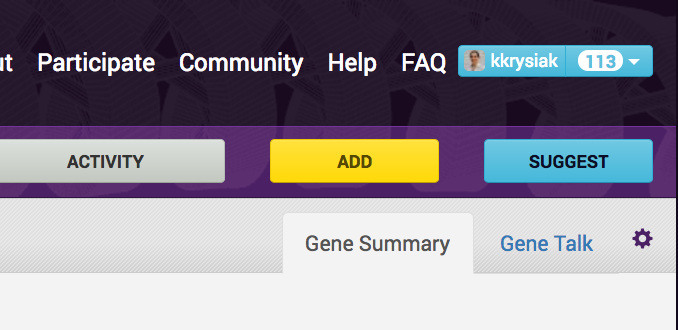 ut Participate Community Help FAQ kkrysiak 113
ACTIVITY ADD SUGGEST
Gene Summary Gene Talk